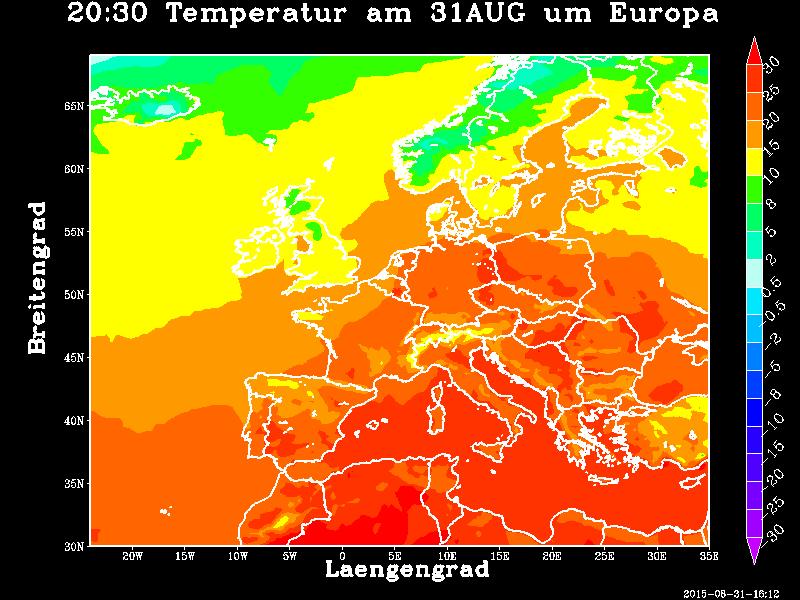 20:30 Temperatur am 31AUG um Europa
Breitengrad
65N
60N
55N
50N
45N
40N
35N
30N
20W
15W
10W
5W
0
5E
10E
15E
20E
25E
30E
35E
Laengengrad
30
25
20
15
10
8
5
2
0.5
-0.5
-2
-5
-8
-10
-15
-20
-25
-30
2015-08-31-16:12